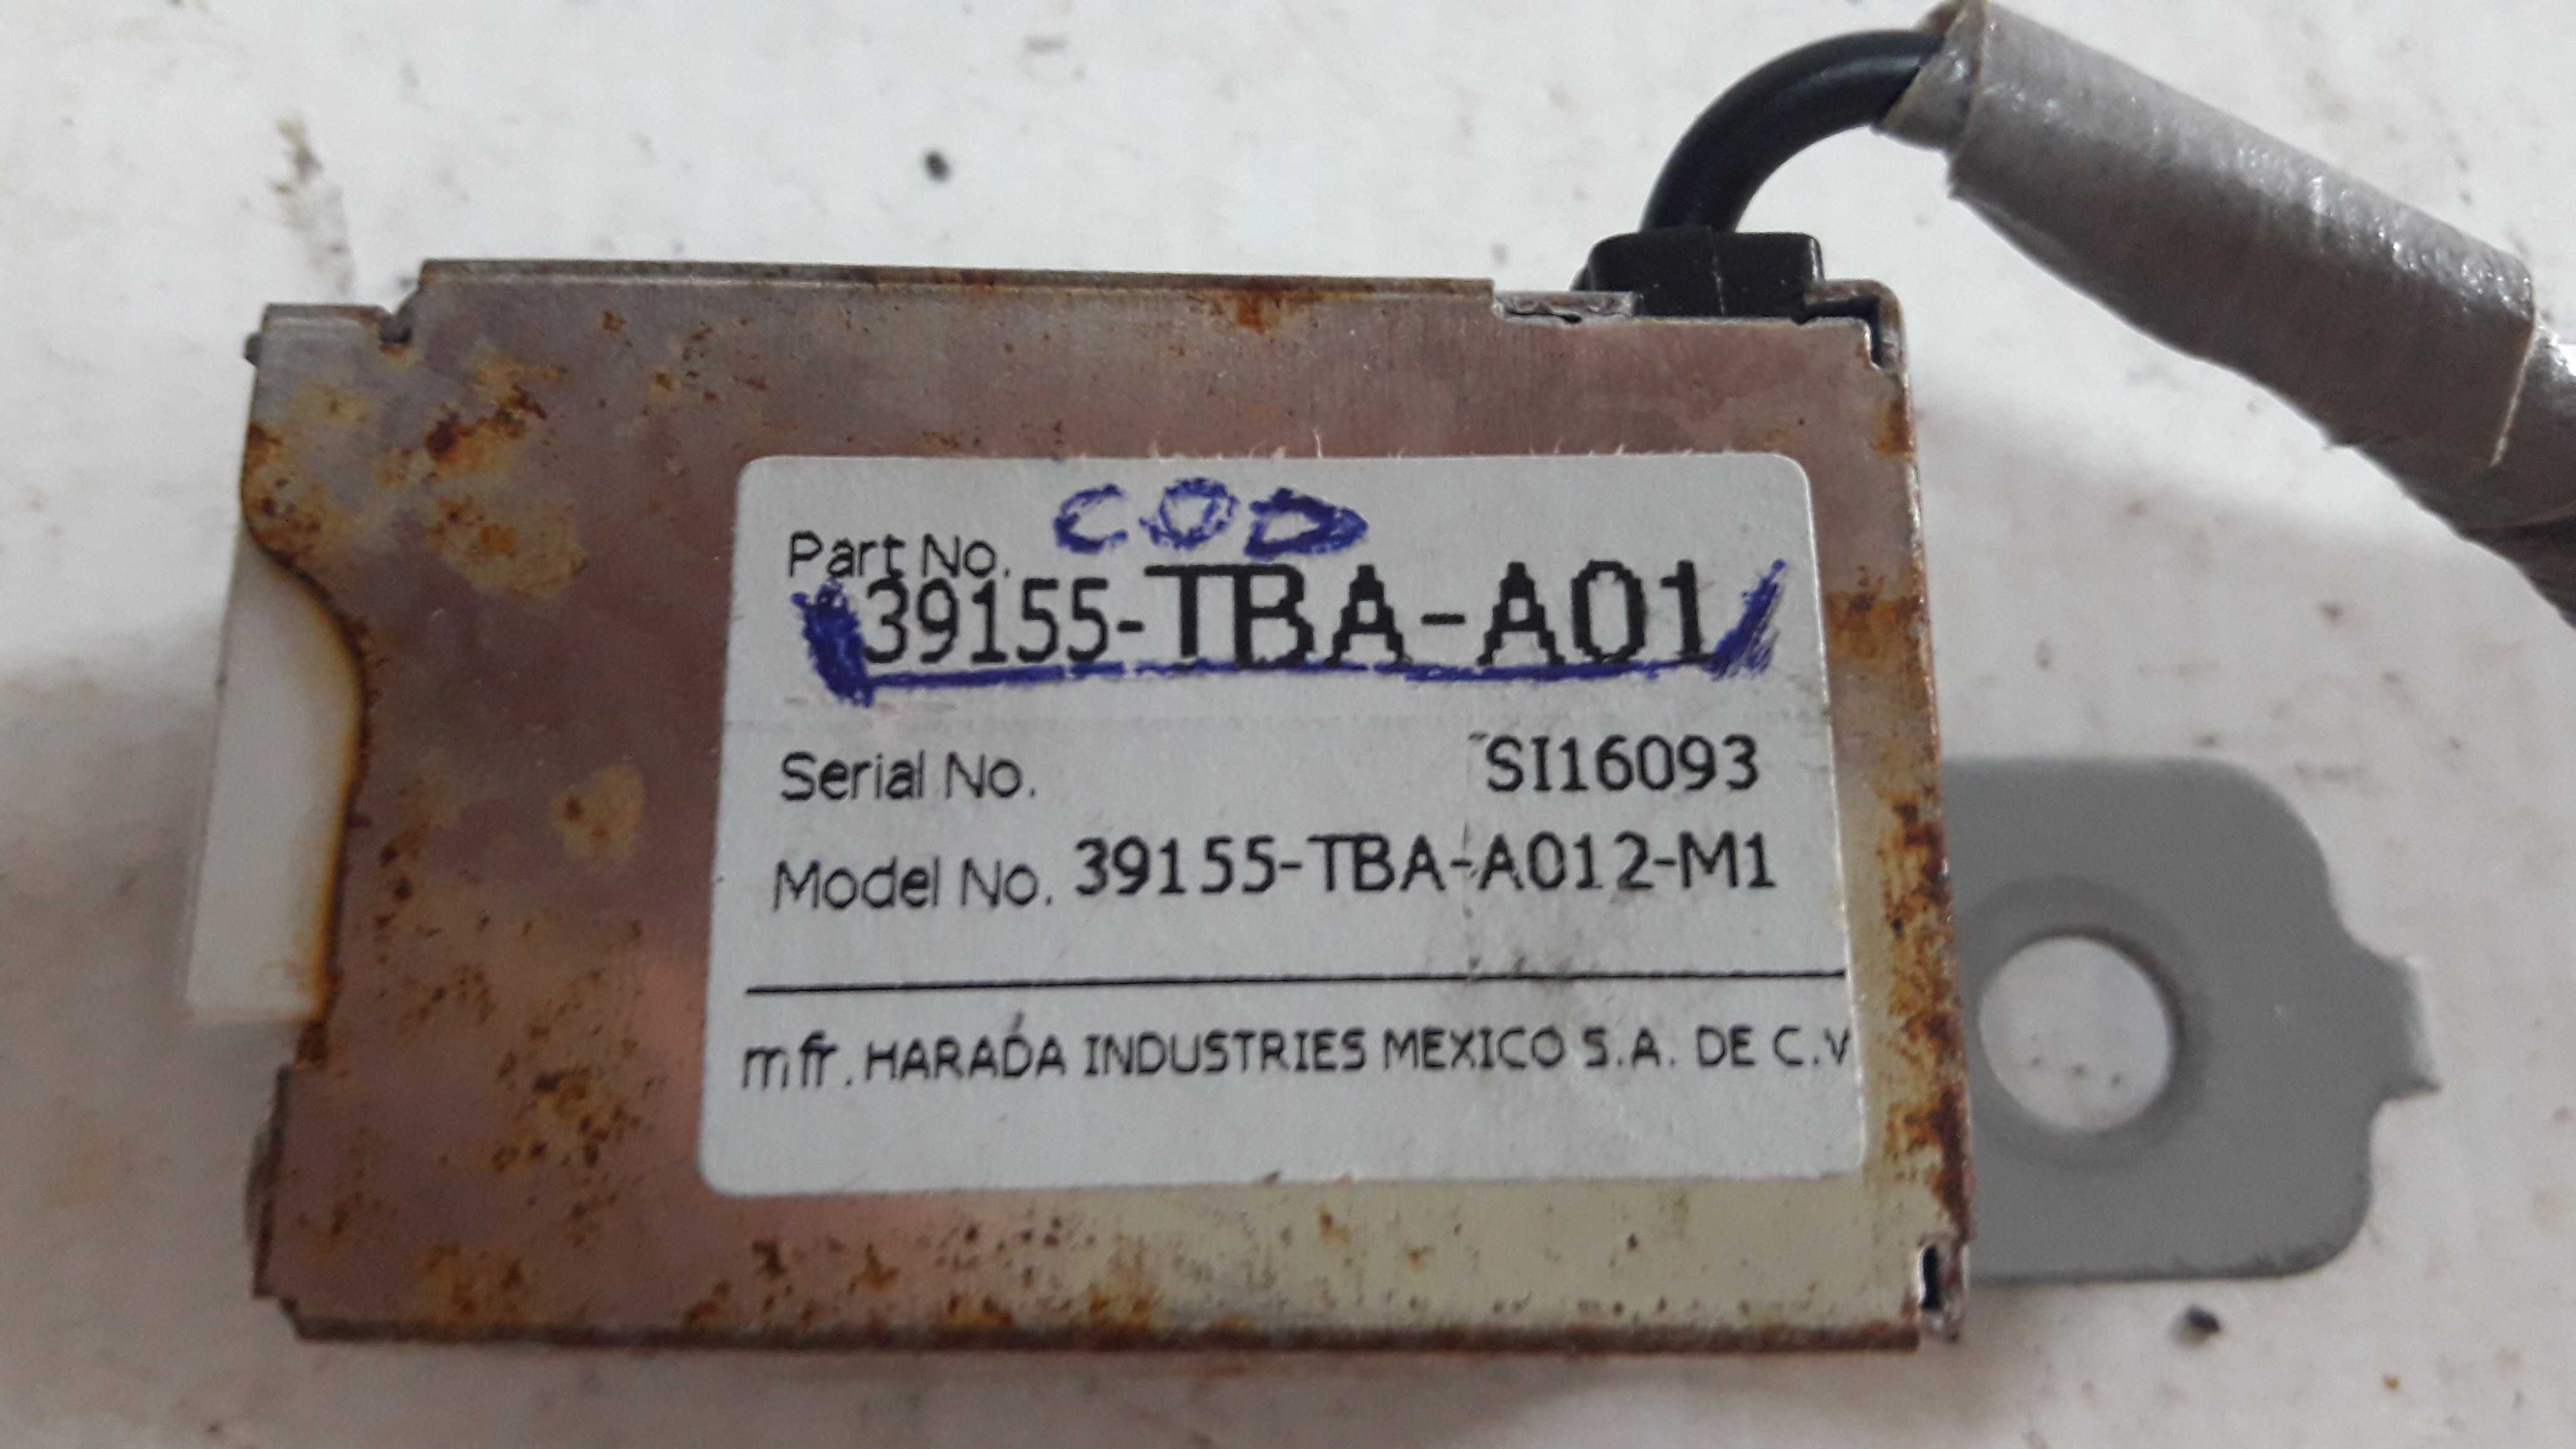 COD
Part No.
39155-TBA-A01
Serial No. SI16093
Model No. 39155-TBA-A012-M1
mfr. HARADA INDUSTRIES MEXICO S.A. DE C.V